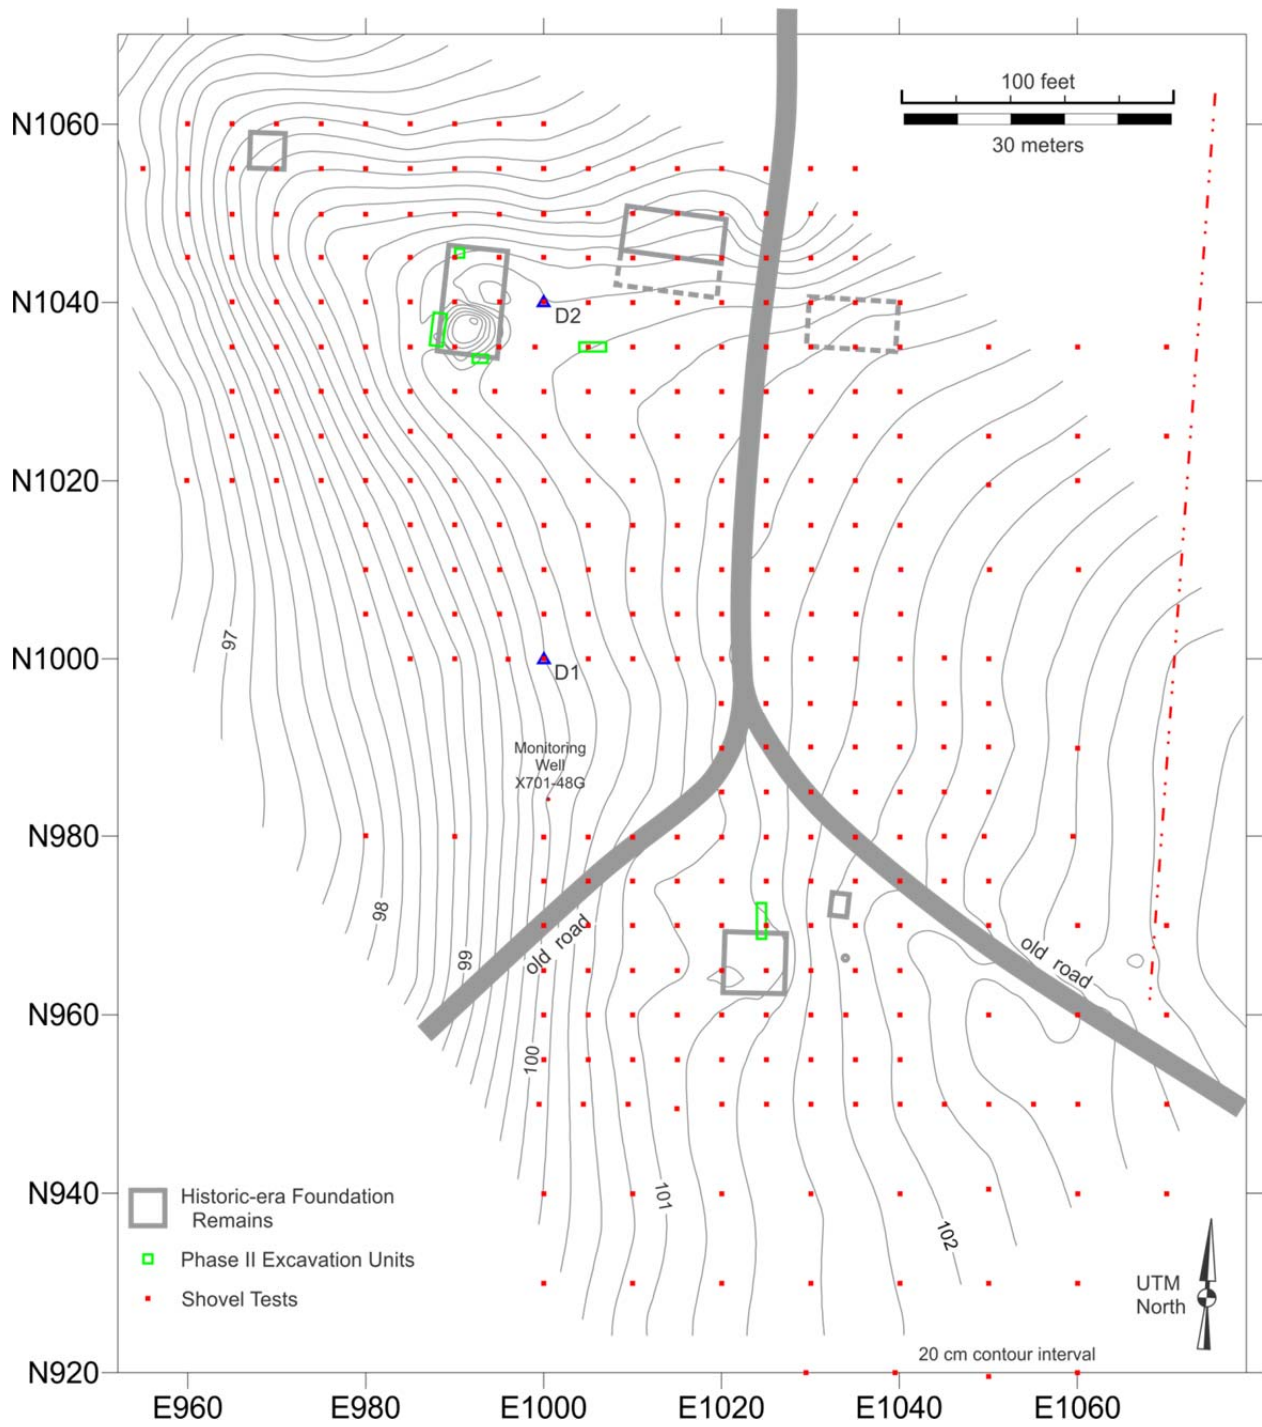 100 feet
30 meters
N1060
N1040
D2
N1020
97
N1000
D1
Monitoring
Well
X701-48G
N980
98
99
old road
old road
N960
100
N940
101
102
Historic-era Foundation
Remains
Phase II Excavation Units
Shovel Tests
UTM
North
20 cm contour interval
N920
E960
E980
E1000
E1020
E1040
E1060